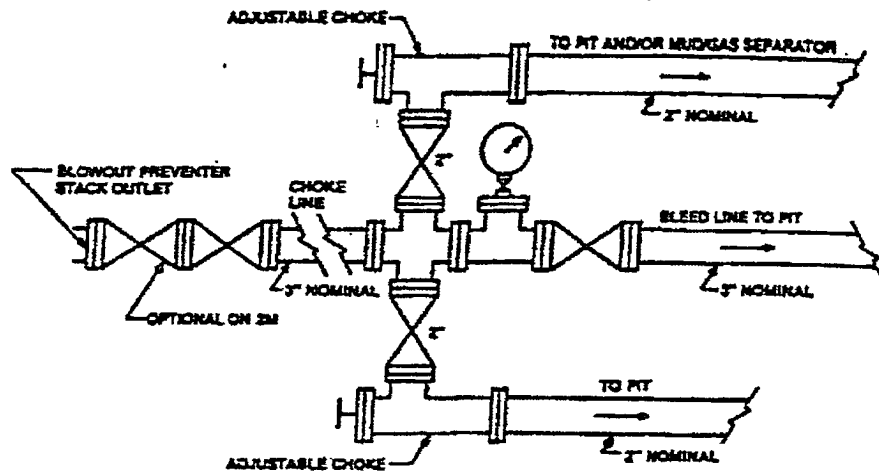 ADJUSTABLE CHOKE
TO PIT AND/OR MUD/GAS SEPARATOR
2" NOMINAL
2"
BLOWOUT PREVENTER
STACK OUTLET
CHOKE
LINE
BLEED LINE TO PIT
3" NOMINAL
3" NOMINAL
OPTIONAL ON 2M
2"
TO PIT
ADJUSTABLE CHOKE
2" NOMINAL